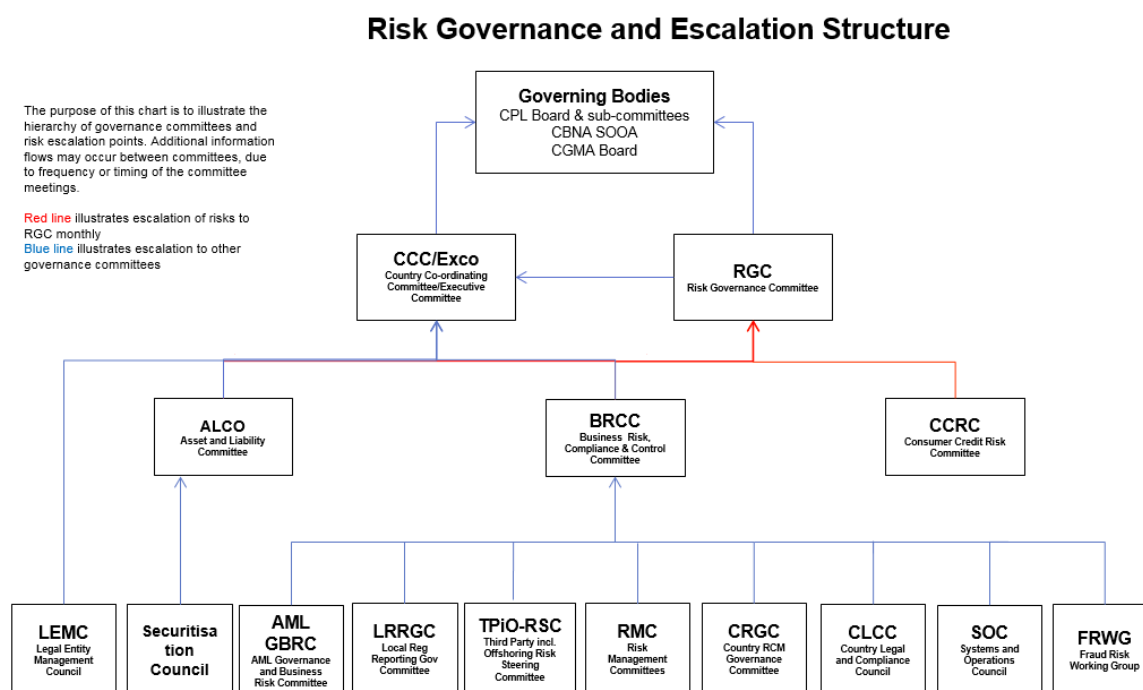 Risk Governance and Escalation Structure
The purpose of this chart is to illustrate the
hierarchy of governance committees and
risk escalation points. Additional information
flows may occur between committees, due
to frequency or timing of the committee
meetings.
Red line illustrates escalation of risks to
RGC monthly
Blue line illustrates escalation to other
governance committees
Governing Bodies
CPL Board & sub-committees
CBNA SOOA
CGMA Board
CCC/Exco
Country Co-ordinating
Committee/Executive
Committee
RGC
Risk Governance Committee
ALCO
Asset and Liability
Committee
BRCC
Business Risk,
Compliance & Control
Committee
CCRC
Consumer Credit Risk
Committee
LEMC
Legal Entity
Management
Council
Securitisa
tion
Council
AML
GBRC
AML Governance
and Business
Risk Committee
LRRGC
Local Reg
Reporting Gov
Committee
TPiO-RSC
Third Party incl.
Offshoring Risk
Steering
Committee
RMC
Risk
Management
Committees
CRGC
Country RCM
Governance
Committee
CLCC
Country Legal
and Compliance
Council
SOC
Systems and
Operations
Council
FRWG
Fraud Risk
Working Group